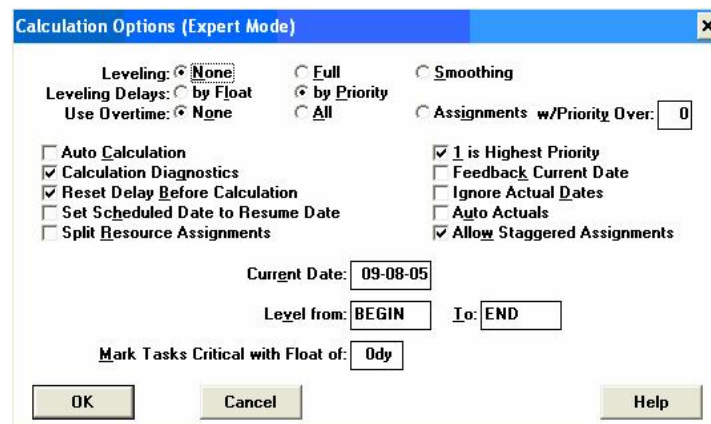 Calculation Options (Expert Mode)
Leveling: None Full Smoothing
Leveling Delays: by Float by Priority
Use Overtime: None All Assignments w/Priority Over: 0
Auto Calculation 1 is Highest Priority
Calculation Diagnostics Feedback Current Date
Reset Delay Before Calculation Ignore Actual Dates
Set Scheduled Date to Resume Date Auto Actuals
Split Resource Assignments Allow Staggered Assignments
Current Date: 09-08-05
Level from: BEGIN To: END
Mark Tasks Critical with Float of: 0dy
OK Cancel Help